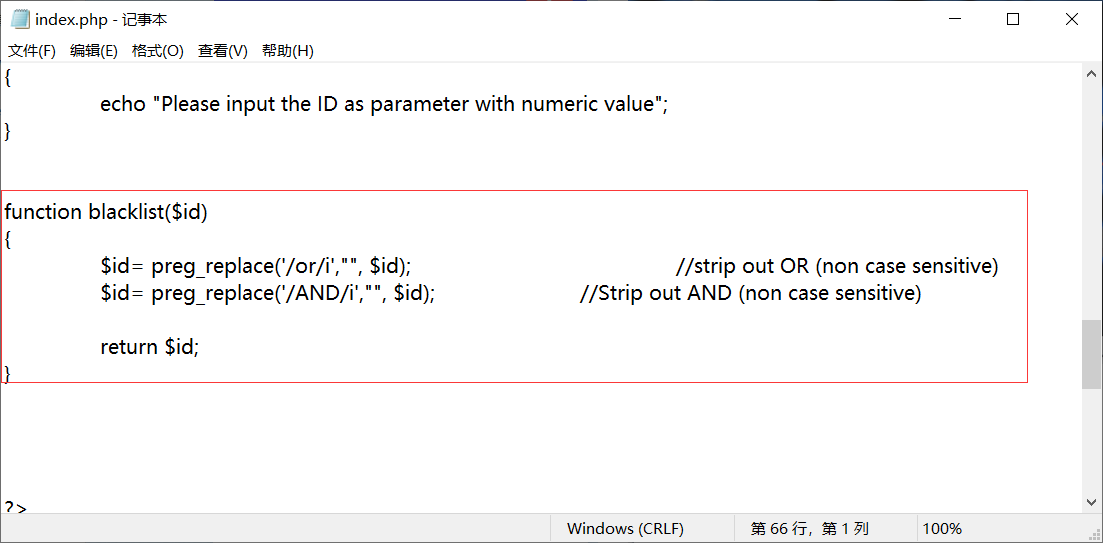 index.php - 记事本
文件(F) 编辑(E) 格式(O) 查看(V) 帮助(H)
{
echo "Please input the ID as parameter with numeric value";
}
function blacklist($id)
{
$id= preg_replace('/or/i',"", $id); //strip out OR (non case sensitive)
$id= preg_replace('/AND/i',"", $id); //Strip out AND (non case sensitive)
return $id;
}
?>
Windows (CRLF) 第 66 行，第 1 列 100%